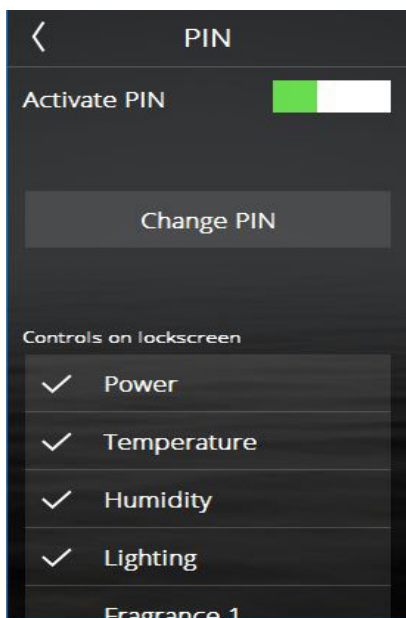 PIN
Activate PIN
Change PIN
Controls on lockscreen
Power
Temperature
Humidity
Lighting
Fragrance 1